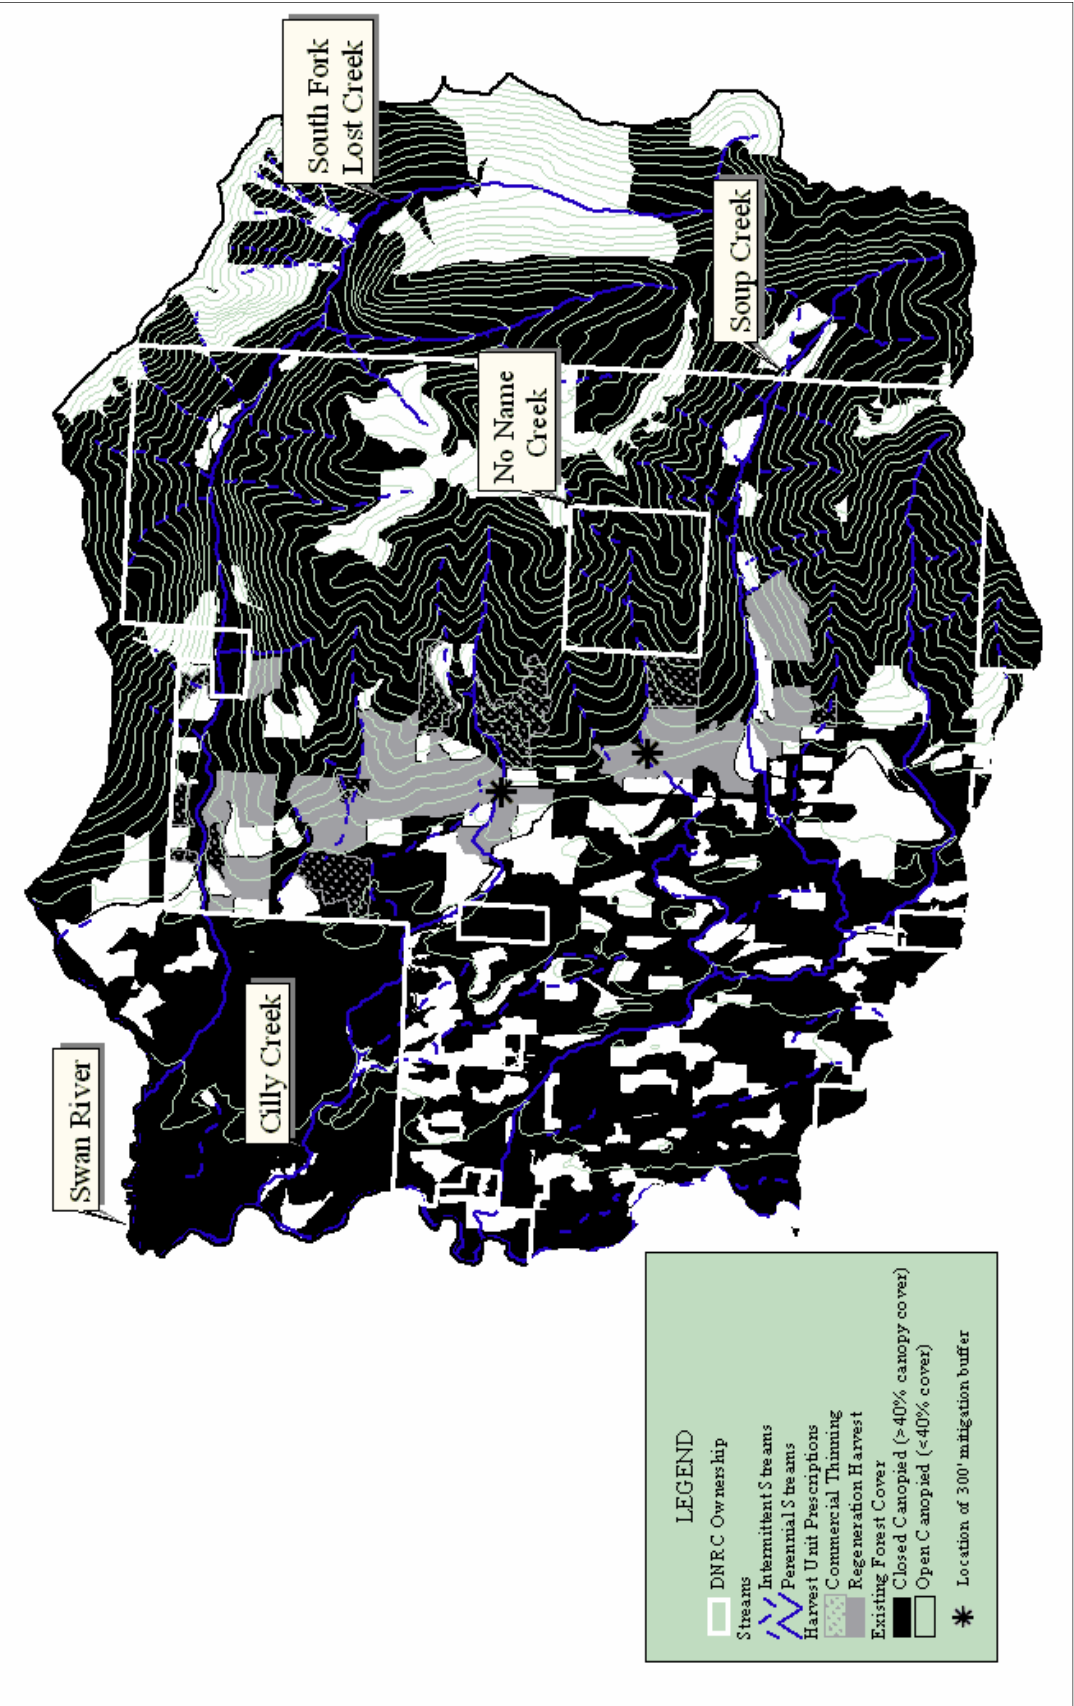 South Fork
Lost Creek
Soup Creek
No Name
Creek
Cilly Creek
Swan River
LEGEND
DNRC Ownership
Streams
Intermittent Streams
Perennial Streams
Harvest Unit Prescriptions
Commercial Thinning
Regeneration Harvest
Existing Forest Cover
Closed Canopied (>40% canopy cover)
Open Canopied (<40% cover)
Location of 300' mitigation buffer